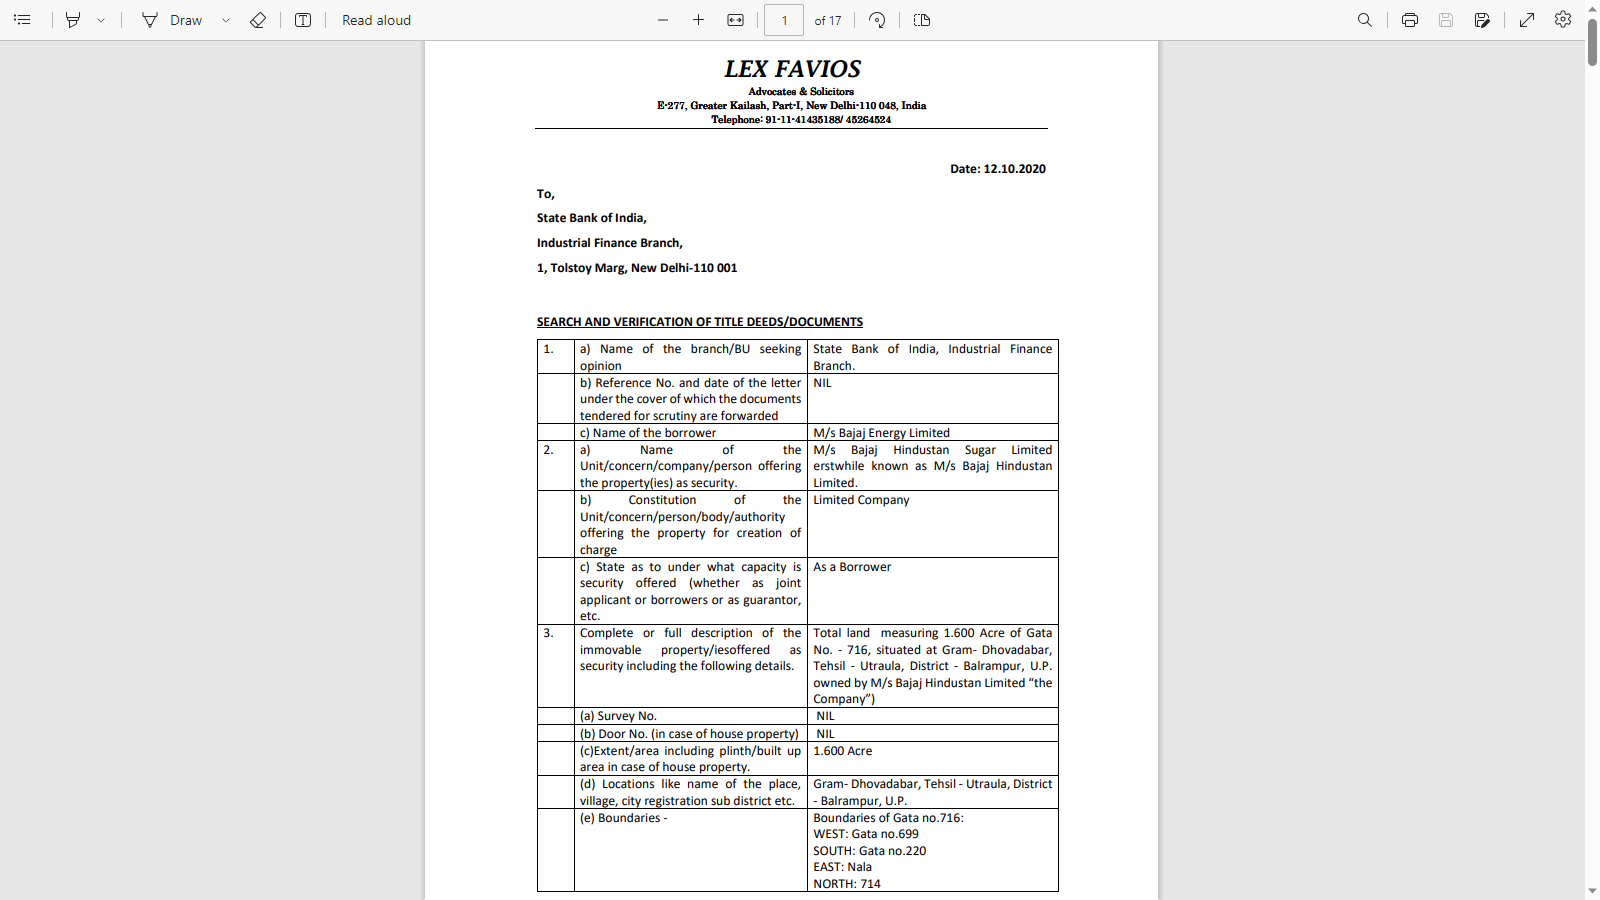 Draw
Read aloud
1
of 17
LEX FAVIOS
Advocates & Solicitors
E-277, Greater Kailash, Part-I, New Delhi-110 048, India
Telephone: 91-11-41435188/ 45264524
Date: 12.10.2020
To,
State Bank of India,
Industrial Finance Branch,
1, Tolstoy Marg, New Delhi-110 001
SEARCH AND VERIFICATION OF TITLE DEEDS/DOCUMENTS
1.
a) Name of the branch/BU seeking
opinion
State Bank of India, Industrial Finance
Branch.
b) Reference No. and date of the letter
under the cover of which the documents
tendered for scrutiny are forwarded
NIL
c) Name of the borrower
M/s Bajaj Energy Limited
2.
a) Name of the
Unit/concern/company/person offering
the property(ies) as security.
M/s Bajaj Hindustan Sugar Limited
erstwhile known as M/s Bajaj Hindustan
Limited.
b) Constitution of the
Unit/concern/person/body/authority
offering the property for creation of
charge
Limited Company
c) State as to under what capacity is
security offered (whether as joint
applicant or borrowers or as guarantor,
etc.
As a Borrower
3.
Complete or full description of the
immovable property/iesoffered as
security including the following details.
Total land measuring 1.600 Acre of Gata
No. - 716, situated at Gram- Dhovadabar,
Tehsil - Utraula, District - Balrampur, U.P.
owned by M/s Bajaj Hindustan Limited “the
Company”)
(a) Survey No.
NIL
(b) Door No. (in case of house property)
NIL
(c)Extent/area including plinth/built up
area in case of house property.
1.600 Acre
(d) Locations like name of the place,
village, city registration sub district etc.
Gram- Dhovadabar, Tehsil - Utraula, District
- Balrampur, U.P.
(e) Boundaries -
Boundaries of Gata no.716:
WEST: Gata no.699
SOUTH: Gata no.220
EAST: Nala
NORTH: 714